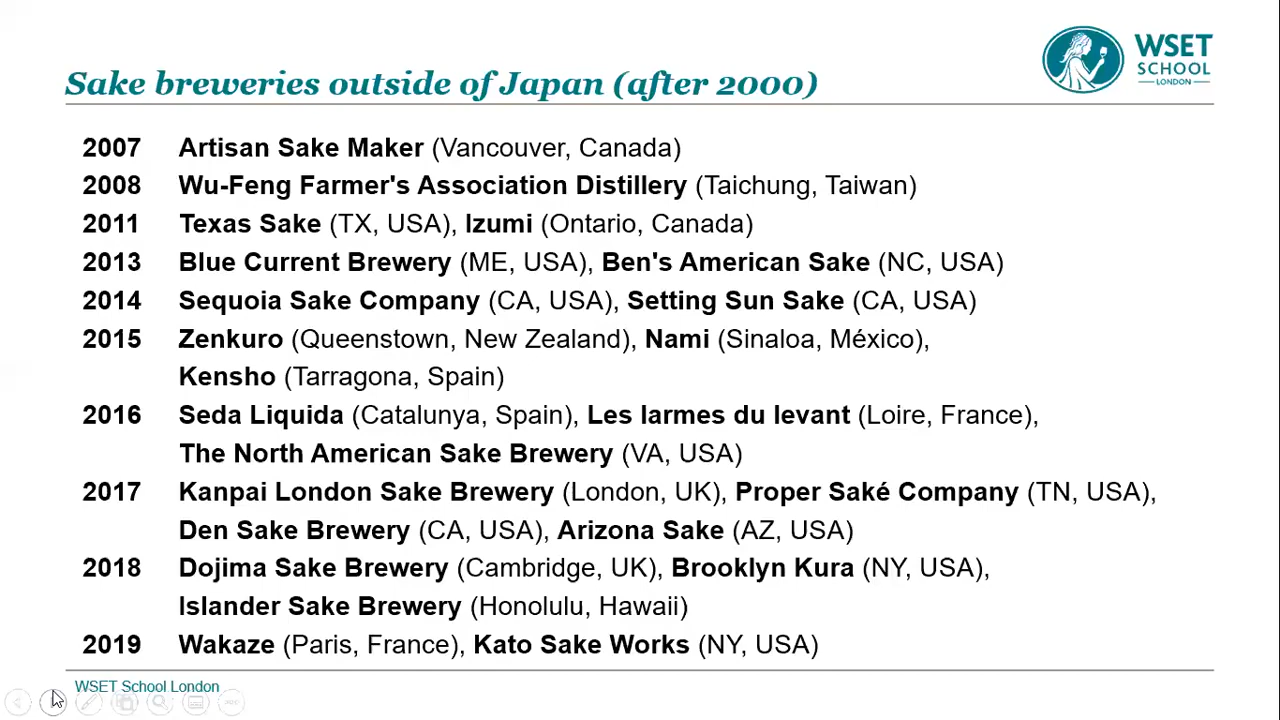 Sake breweries outside of Japan (after 2000)
WSET
SCHOOL
LONDON
2007 Artisan Sake Maker (Vancouver, Canada)
2008 Wu-Feng Farmer's Association Distillery (Taichung, Taiwan)
2011 Texas Sake (TX, USA), Izumi (Ontario, Canada)
2013 Blue Current Brewery (ME, USA), Ben's American Sake (NC, USA)
2014 Sequoia Sake Company (CA, USA), Setting Sun Sake (CA, USA)
2015 Zenkuro (Queenstown, New Zealand), Nami (Sinaloa, México),
Kensho (Tarragona, Spain)
2016 Seda Liquida (Catalunya, Spain), Les larmes du levant (Loire, France),
The North American Sake Brewery (VA, USA)
2017 Kanpai London Sake Brewery (London, UK), Proper Saké Company (TN, USA),
Den Sake Brewery (CA, USA), Arizona Sake (AZ, USA)
2018 Dojima Sake Brewery (Cambridge, UK), Brooklyn Kura (NY, USA),
Islander Sake Brewery (Honolulu, Hawaii)
2019 Wakaze (Paris, France), Kato Sake Works (NY, USA)
WSET School London